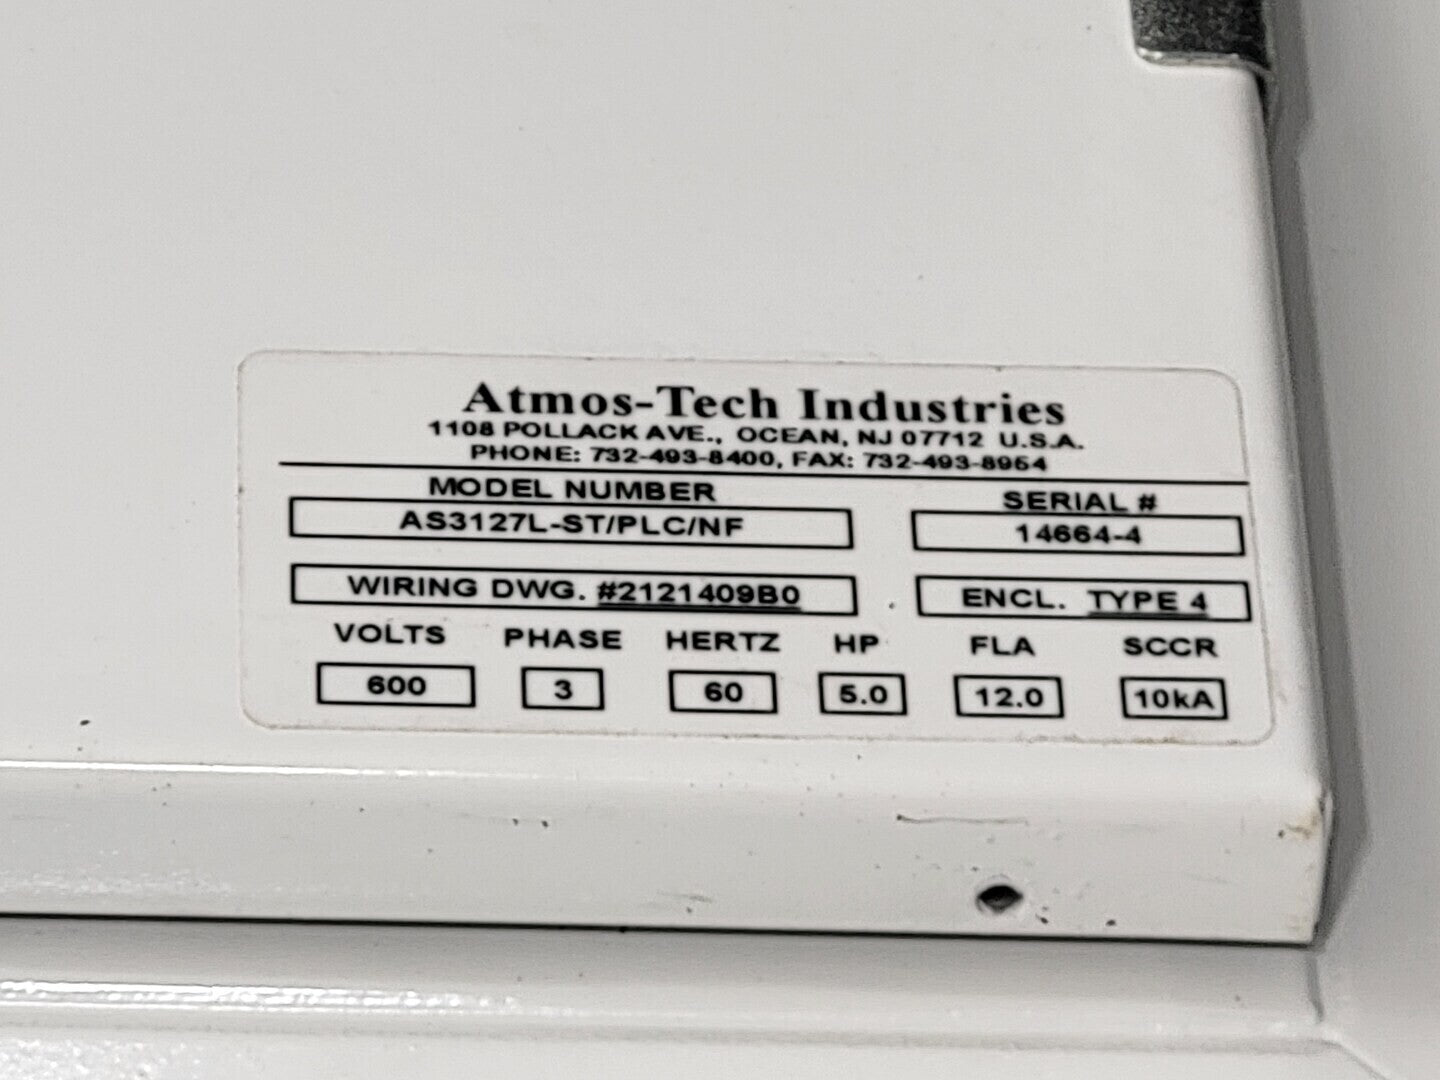 Atmos-Tech Industries
1108 POLLACK AVE., OCEAN, NJ 07712 U.S.A.
PHONE: 732-493-8400, FAX: 732-493-8954
MODEL NUMBER SERIAL #
AS3127L-ST/PLC/NF 14664-4
WIRING DWG. #2121409B0 ENCL. TYPE 4
VOLTS PHASE HERTZ HP FLA SCCR
600 3 60 5.0 12.0 10kA